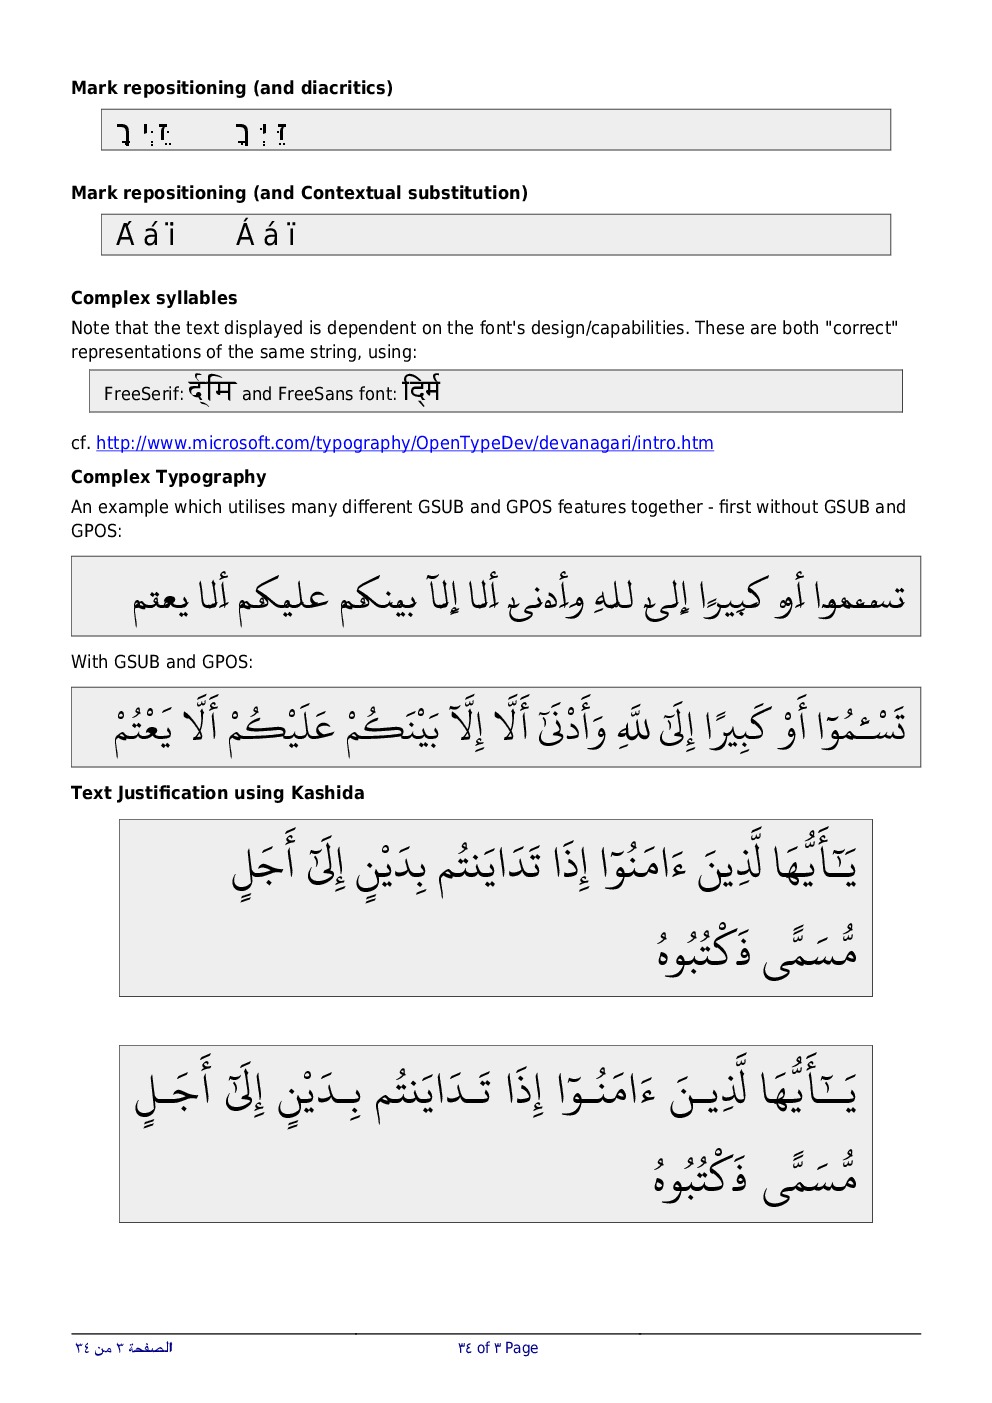 Mark repositioning (and diacritics)
Mark repositioning (and Contextual substitution)
Á á ï Á á ï
Complex syllables
Note that the text displayed is dependent on the font's design/capabilities. These are both "correct"
representations of the same string, using:
FreeSerif: र्द्मि and FreeSans font: र्द्मि
cf. http://www.microsoft.com/typography/OpenTypeDev/devanagari/intro.htm
Complex Typography
An example which utilises many different GSUB and GPOS features together - first without GSUB and
GPOS:
أو كبيرًا إلى للهِ وأدنى ألا إلآ بينكم عليكم ألا يعتم
With GSUB and GPOS:
تَسْـَٔمُوٓا أَوْ كَبِيرًا إِلَىٰٓ للَّهِ وَأَدْنَىٰٓ أَلَّا إِلَّآ بَيْنَكُمْ عَلَيْكُمْ أَلَّا يَعْتُمْ
Text Justification using Kashida
يَـٰٓأَيُّهَا لَّذِينَ ءَامَنُوٓا إِذَا تَدَايَنتُم بِدَيْنٍ إِلَىٰٓ أَجَلٍ
مُّسَمًّى فَكْتُبُوهُ
يَـٰٓأَيُّهَا لَّذِيـنَ ءَامَنُـوٓا إِذَا تَـدَايَنتُم بِـدَيْنٍ إِلَىٰٓ أَجَـلٍ
مُّسَمًّى فَكْتُبُوهُ
الصفحة ٣ من ٣٤
٣٤ of ٣ Page